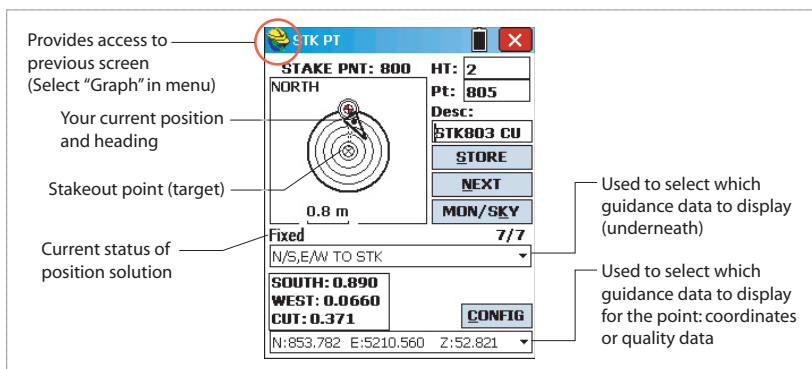 Provides access to
previous screen
(Select “Graph” in menu)
Your current position
and heading
Stakeout point (target)
Current status of
position solution
STK PT
STAKE PNT: 800
HT: 2
NORTH
Pt: 805
Desc:
STK803 CU
STORE
NEXT
MON/SKY
0.8 m
Fixed
7/7
N/S,E/W TO STK
SOUTH: 0.890
WEST: 0.0660
CUT: 0.371
CONFIG
N:853.782 E:5210.560 Z:52.821
Used to select which
guidance data to display
(underneath)
Used to select which
guidance data to display
for the point: coordinates
or quality data